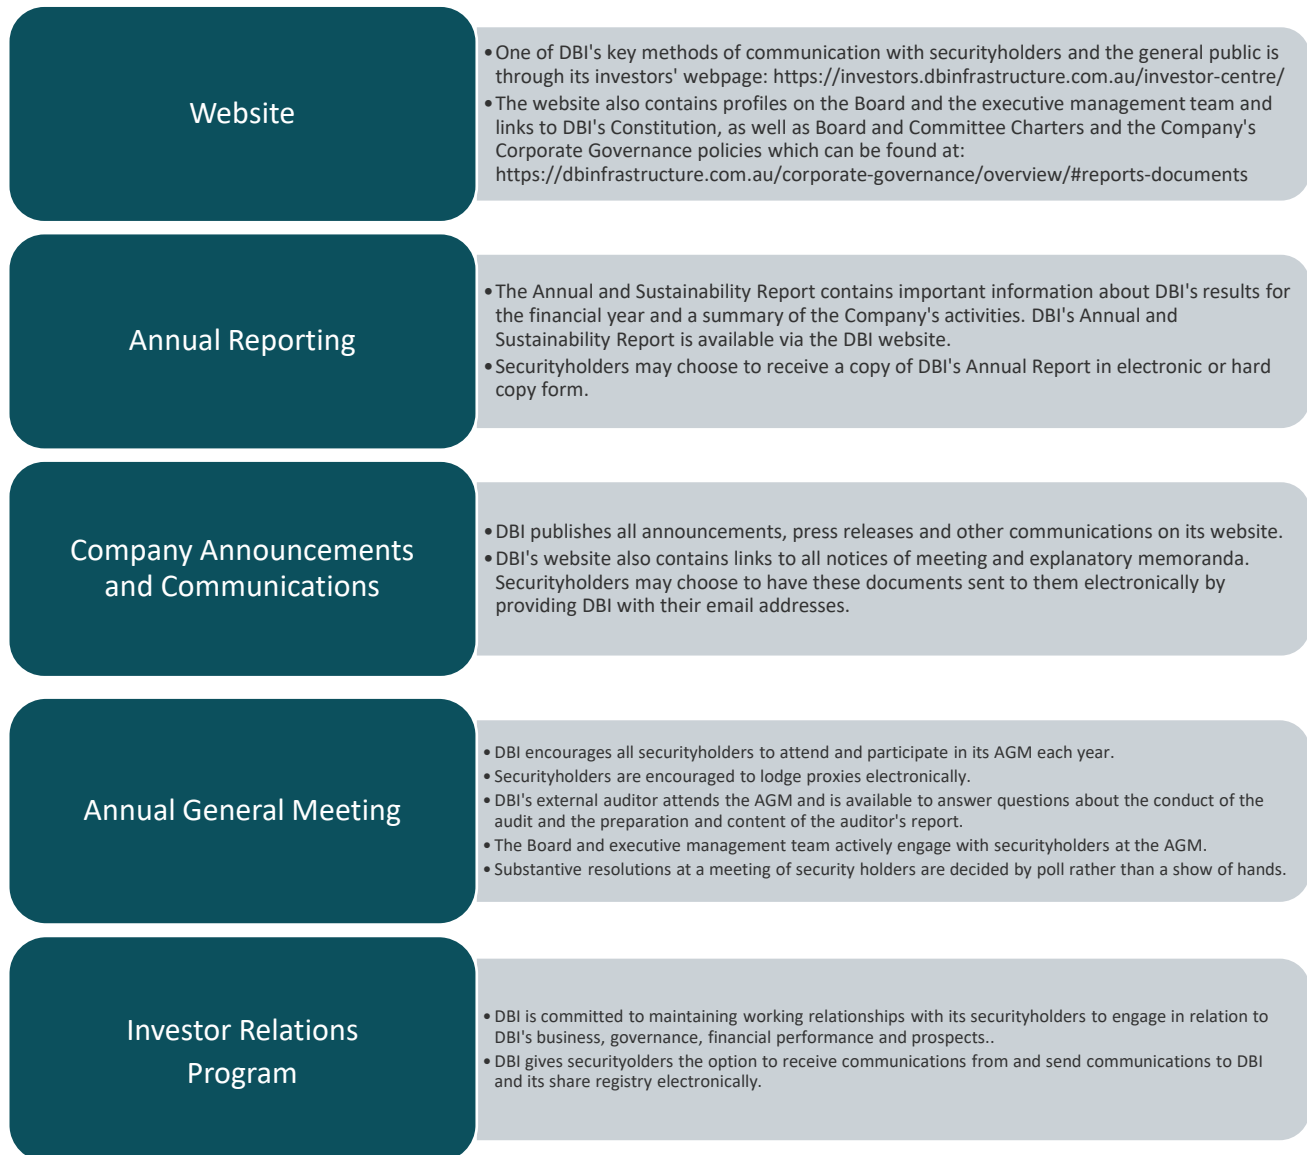 Website
•One of DBI's key methods of communication with securityholders and the general public is
through its investors' webpage: https://investors.dbinfrastructure.com.au/investor-centre/
•The website also contains profiles on the Board and the executive management team and
links to DBI's Constitution, as well as Board and Committee Charters and the Company's
Corporate Governance policies which can be found at:
https://dbinfrastructure.com.au/corporate-governance/overview/#reports-documents
Annual Reporting
•The Annual and Sustainability Report contains important information about DBI's results for
the financial year and a summary of the Company's activities. DBI's Annual and
Sustainability Report is available via the DBI website.
•Securityholders may choose to receive a copy of DBI's Annual Report in electronic or hard
copy form.
Company Announcements
and Communications
•DBI publishes all announcements, press releases and other communications on its website.
•DBI's website also contains links to all notices of meeting and explanatory memoranda.
Securityholders may choose to have these documents sent to them electronically by
providing DBI with their email addresses.
Annual General Meeting
•DBI encourages all securityholders to attend and participate in its AGM each year.
•Securityholders are encouraged to lodge proxies electronically.
•DBI's external auditor attends the AGM and is available to answer questions about the conduct of the
audit and the preparation and content of the auditor's report.
•The Board and executive management team actively engage with securityholders at the AGM.
•Substantive resolutions at a meeting of security holders are decided by poll rather than a show of hands.
Investor Relations
Program
•DBI is committed to maintaining working relationships with its securityholders to engage in relation to
DBI's business, governance, financial performance and prospects..
•DBI gives securityolders the option to receive communications from and send communications to DBI
and its share registry electronically.